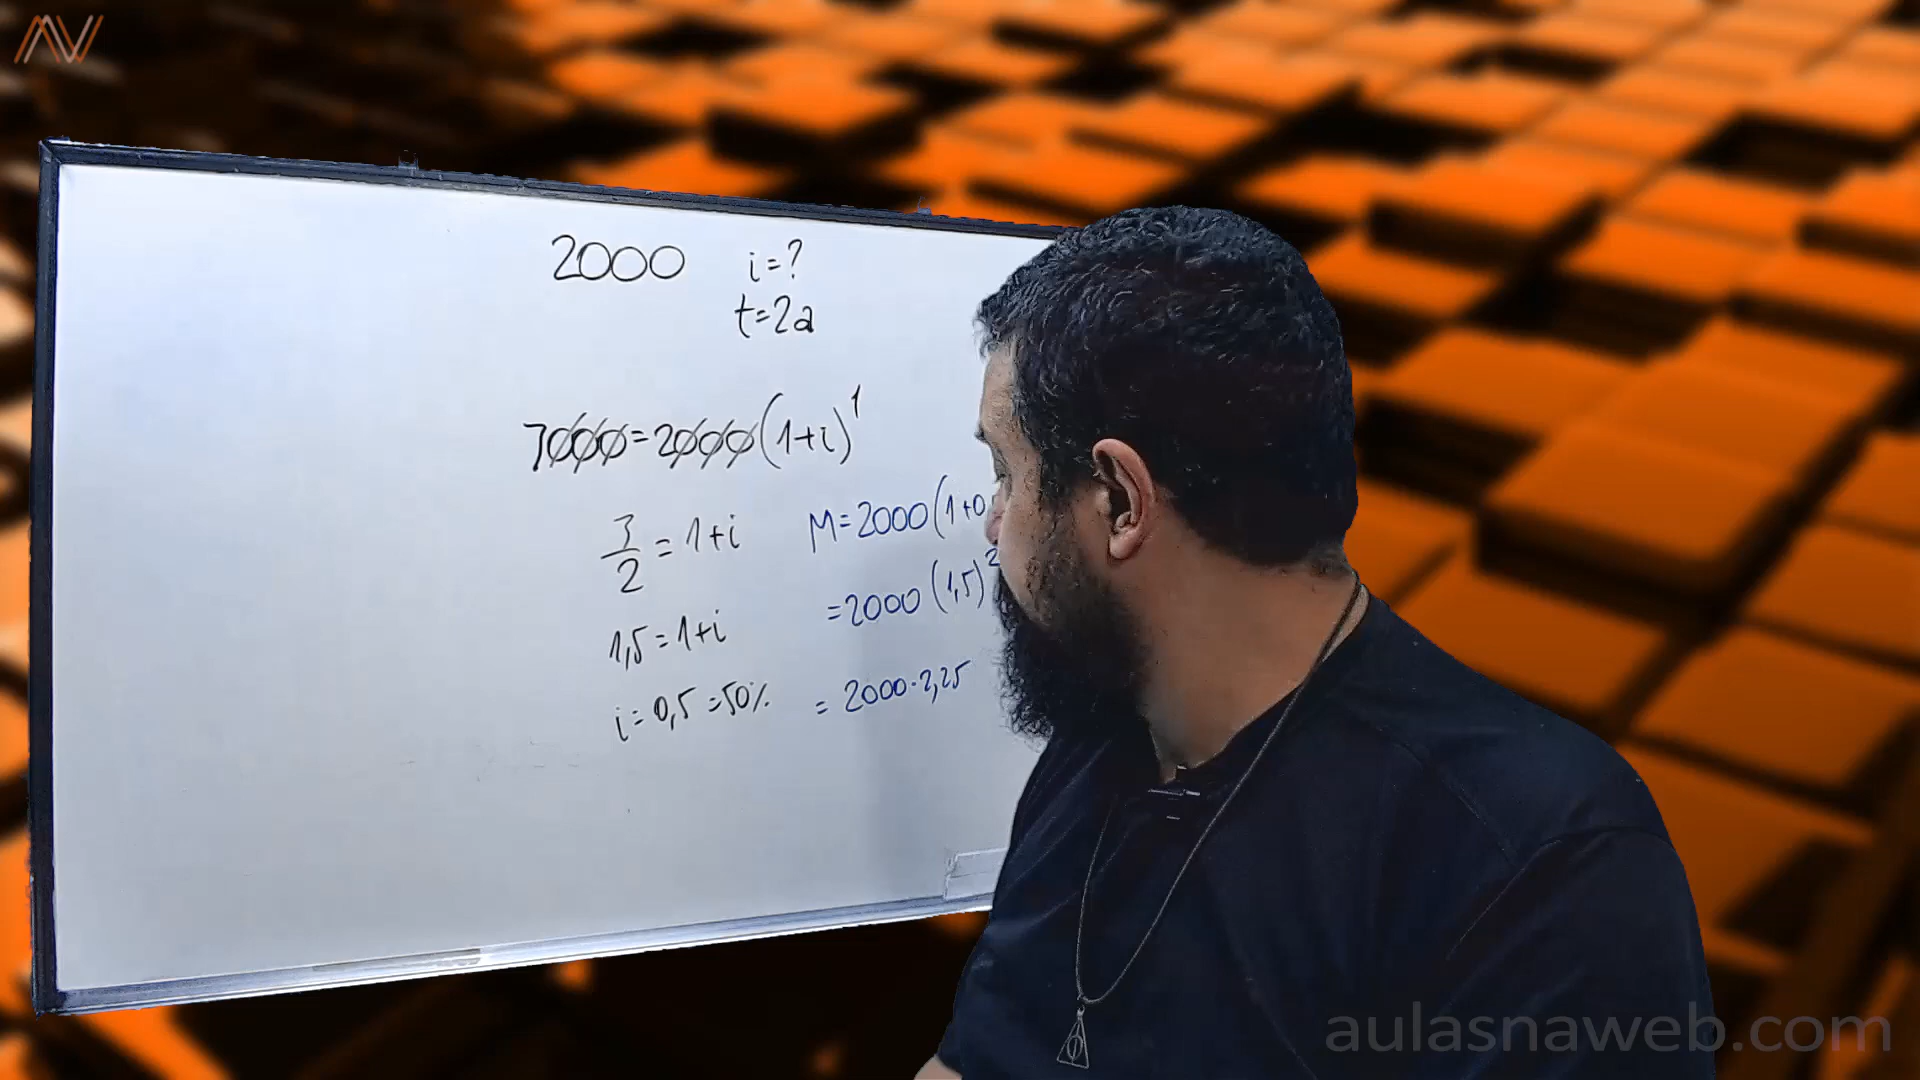 2000 i=?
t=2a
3000=2000(1+i)^1
3/2=1+i
1,5=1+i
i=0,5=50%
M=2000(1+0
=2000(1,5)^2
=2000·2,25
aulasnaweb.com